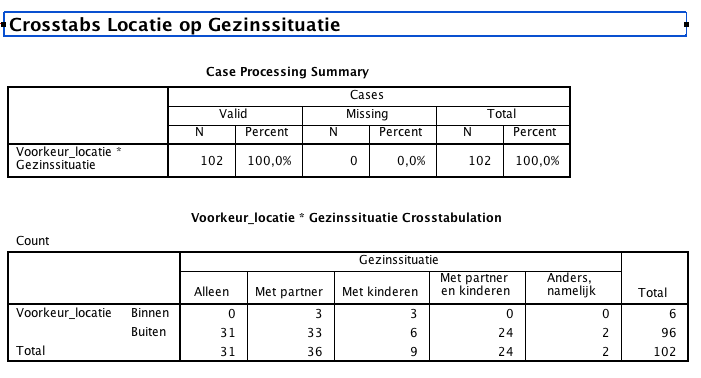 Crosstabs Locatie op Gezinssituatie
Case Processing Summary
Cases
Valid Missing Total
N Percent N Percent N Percent
Voorkeur_locatie * Gezinssituatie 102 100,0% 0 0,0% 102 100,0%
Voorkeur_locatie * Gezinssituatie Crosstabulation
Count
Gezinssituatie
Alleen Met partner Met kinderen Met partner en kinderen Anders, namelijk Total
Voorkeur_locatie Binnen 0 3 3 0 0 6
Buiten 31 33 6 24 2 96
Total 31 36 9 24 2 102